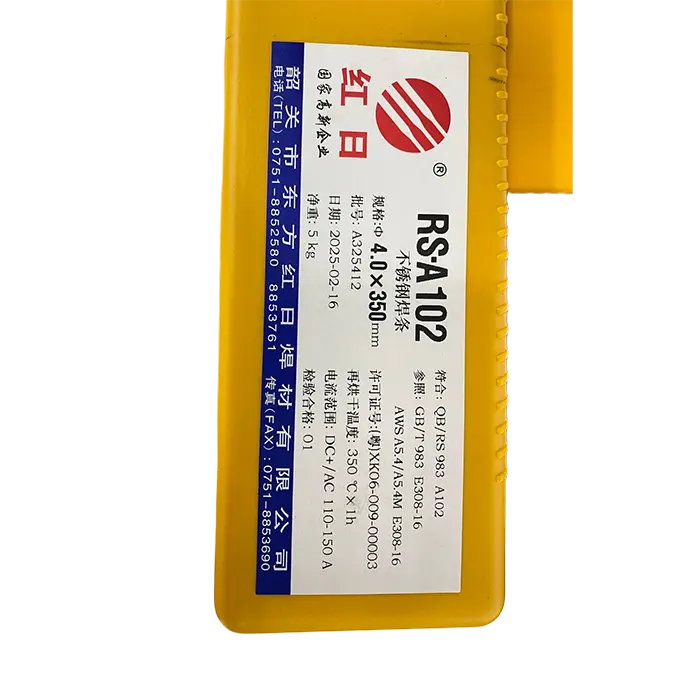 红日
国家高新企业
®
RS-A102
不锈钢焊条
规格:Φ 4.0×350mm
批号: A325412
日期: 2025-02-16
净重: 5 kg
符合: QB/RS 983 A102
参照: GB/T 983 E308-16
AWS A5.4/A5.4M E308-16
许可证号:(粤)XK06-009-00003
再烘干温度: 350 ℃×1h
电流范围: DC+/AC 110-150 A
检验合格: 01
韶关市东方红日焊材有限公司
电话(TEL):0751-8852580 8853761 传真(FAX):0751-8853690